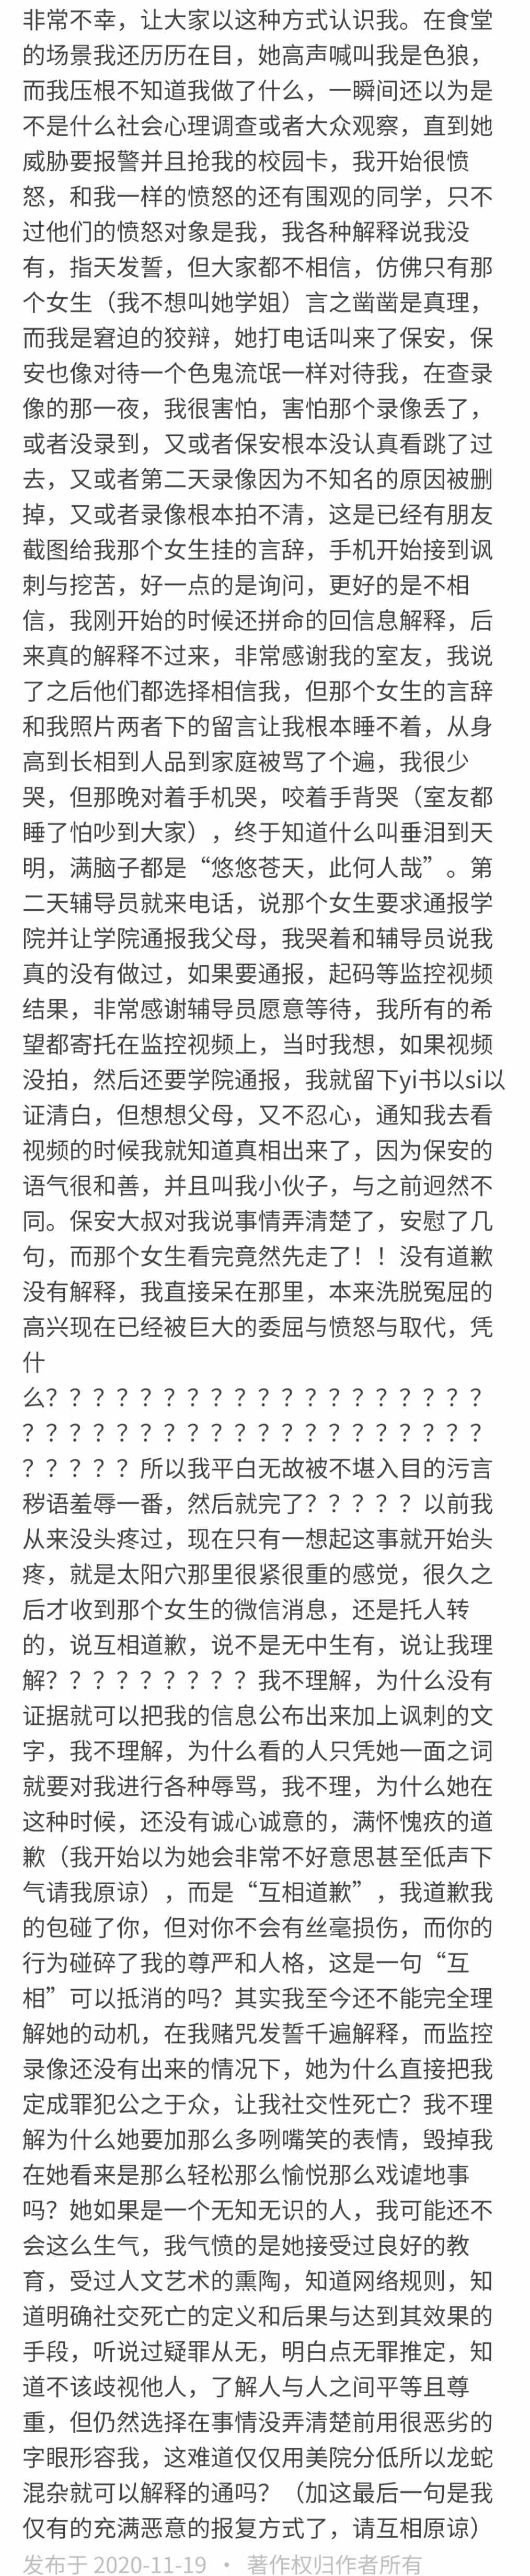 非常不幸，让大家以这种方式认识我。在食堂
的场景我还历历在目，她高声喊叫我是色狼，
而我压根不知道我做了什么，一瞬间还以为是
不是什么社会心理调查或者大众观察，直到她
威胁要报警并且抢我的校园卡，我开始很愤
怒，和我一样的愤怒的还有围观的同学，只不
过他们的愤怒对象是我，我各种解释说我没
有，指天发誓，但大家都不相信，仿佛只有那
个女生（我不想叫她学姐）言之凿凿是真理，
而我是窘迫的狡辩，她打电话叫来了保安，保
安也像对待一个色鬼流氓一样对待我，在查录
像的那一夜，我很害怕，害怕那个录像丢了，
或者没录到，又或者保安根本没认真看跳了过
去，又或者第二天录像因为不知名的原因被删
掉，又或者录像根本拍不清，这是已经有朋友
截图给我那个女生挂的言辞，手机开始接到讽
刺与挖苦，好一点的是询问，更好的是不相
信，我刚开始的时候还拼命的回信息解释，后
来真的解释不过来，非常感谢我的室友，我说
了之后他们都选择相信我，但那个女生的言辞
和我照片两者下的留言让我根本睡不着，从身
高到长相到人品到家庭被骂了个遍，我很少
哭，但那晚对着手机哭，咬着手背哭（室友都
睡了怕吵到大家），终于知道什么叫垂泪到天
明，满脑子都是“悠悠苍天，此何人哉”。第
二天辅导员就来电话，说那个女生要求通报学
院并让学院通报我父母，我哭着和辅导员说我
真的没有做过，如果要通报，起码等监控视频
结果，非常感谢辅导员愿意等待，我所有的希
望都寄托在监控视频上，当时我想，如果视频
没拍，然后还要学院通报，我就留下yi书以si以
证清白，但想想父母，又不忍心，通知我去看
视频的时候我就知道真相出来了，因为保安的
语气很和善，并且叫我小伙子，与之前迥然不
同。保安大叔对我说事情弄清楚了，安慰了几
句，而那个女生看完竟然先走了！！没有道歉
没有解释，我直接呆在那里，本来洗脱冤屈的
高兴现在已经被巨大的委屈与愤怒与取代，凭
什
么？？？？？？？？？？？？？？？？？？？
？？？？？？？？？？？？？？？？？？？？
？？？？？所以我平白无故被不堪入目的污言
秽语羞辱一番，然后就完了？？？？？以前我
从来没头疼过，现在只有一想起这事就开始头
疼，就是太阳穴那里很紧很重的感觉，很久之
后才收到那个女生的微信消息，还是托人转
的，说互相道歉，说不是无中生有，说让我理
解？？？？？？？？？我不理解，为什么没有
证据就可以把我的信息公布出来加上讽刺的文
字，我不理解，为什么看的人只凭她一面之词
就要对我进行各种辱骂，我不理，为什么她在
这种时候，还没有诚心诚意的，满怀愧疚的道
歉（我开始以为她会非常不好意思甚至低声下
气请我原谅），而是“互相道歉”，我道歉我
的包碰了你，但对你不会有丝毫损伤，而你的
行为碰碎了我的尊严和人格，这是一句“互
相”可以抵消的吗？其实我至今还不能完全理
解她的动机，在我赌咒发誓千遍解释，而监控
录像还没有出来的情况下，她为什么直接把我
定成罪犯公之于众，让我社交性死亡？我不理
解为什么她要加那么多咧嘴笑的表情，毁掉我
在她看来是那么轻松那么愉悦那么戏谑地事
吗？她如果是一个无知无识的人，我可能还不
会这么生气，我气愤的是她接受过良好的教
育，受过人文艺术的熏陶，知道网络规则，知
道明确社交死亡的定义和后果与达到其效果的
手段，听说过疑罪从无，明白点无罪推定，知
道不该歧视他人，了解人与人之间平等且尊
重，但仍然选择在事情没弄清楚前用很恶劣的
字眼形容我，这难道仅仅用美院分低所以龙蛇
混杂就可以解释的通吗？（加这最后一句是我
仅有的充满恶意的报复方式了，请互相原谅）
发布于 2020-11-19 · 著作权归作者所有